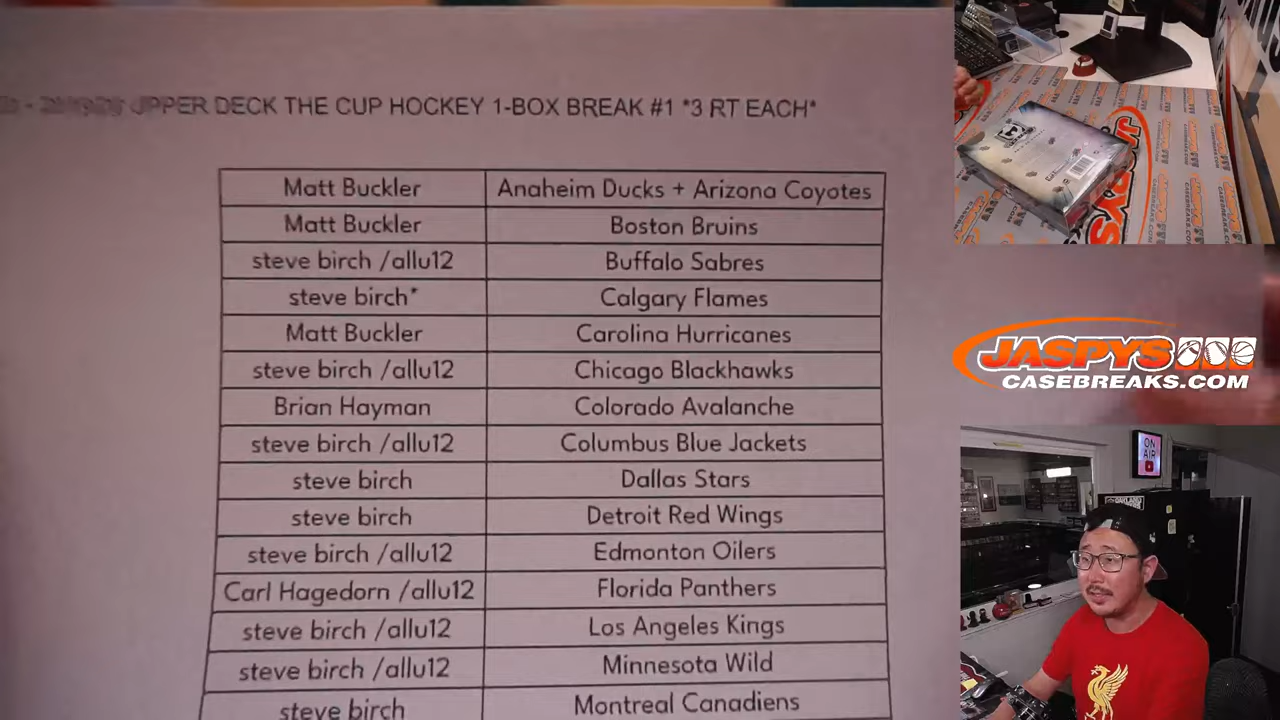 UPPER DECK THE CUP HOCKEY 1-BOX BREAK #1 *3 RT EACH*
Matt Buckler Anaheim Ducks + Arizona Coyotes
Matt Buckler Boston Bruins
steve birch /allu12 Buffalo Sabres
steve birch* Calgary Flames
Matt Buckler Carolina Hurricanes
steve birch /allu12 Chicago Blackhawks
Brian Hayman Colorado Avalanche
steve birch /allu12 Columbus Blue Jackets
steve birch Dallas Stars
steve birch Detroit Red Wings
steve birch /allu12 Edmonton Oilers
Carl Hagedorn /allu12 Florida Panthers
steve birch /allu12 Los Angeles Kings
steve birch /allu12 Minnesota Wild
steve birch Montreal Canadiens
JASPYS
CASEBREAKS.COM
ON
AIR